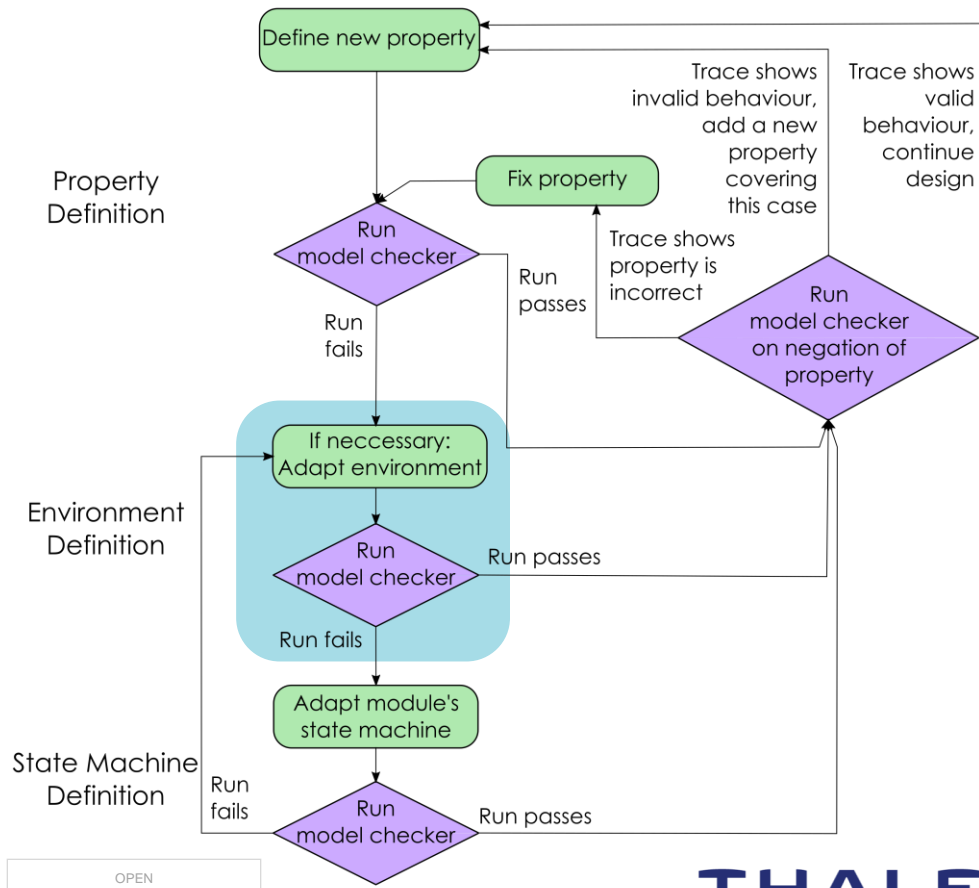 Define new property
Trace shows
invalid behaviour,
add a new
property
covering
this case
Trace shows
valid
behaviour,
continue
design
Property
Definition
Fix property
Run
model checker
Run
passes
Trace shows
property is
incorrect
Run
model checker
on negation of
property
Run
fails
If neccessary:
Adapt environment
Environment
Definition
Run
model checker
Run passes
Run fails
Adapt module's
state machine
State Machine
Definition
Run
fails
Run
model checker
Run passes
OPEN